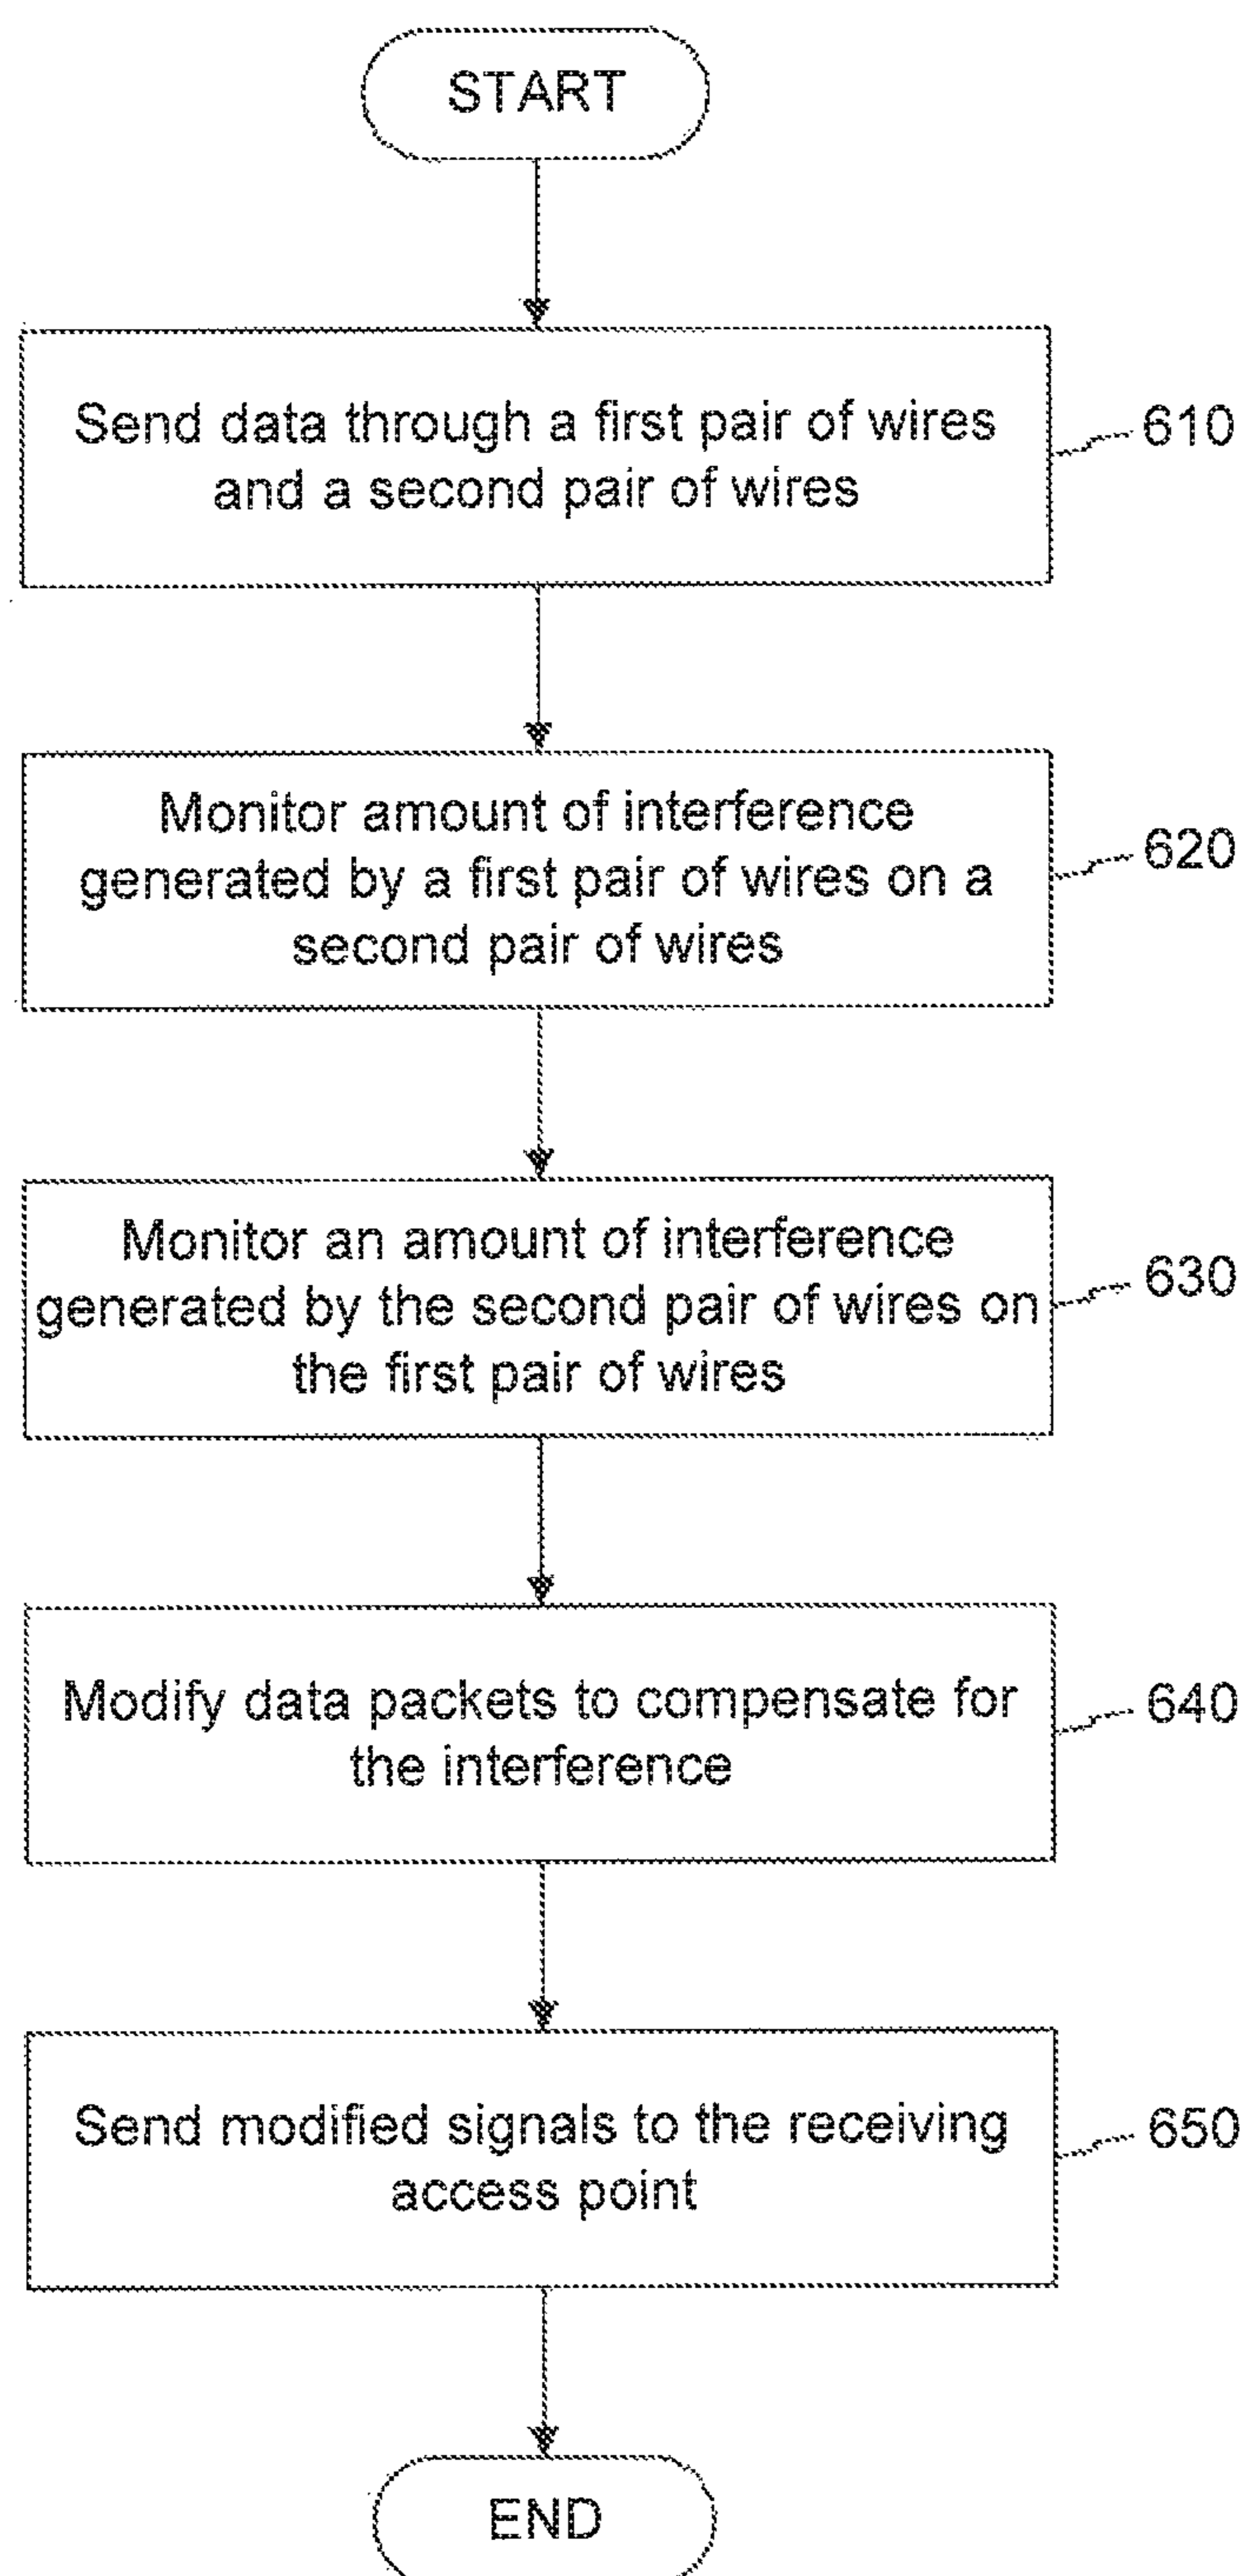 START
Send data through a first pair of wires
and a second pair of wires
610
Monitor amount of interference
generated by a first pair of wires on a
second pair of wires
620
Monitor an amount of interference
generated by the second pair of wires on
the first pair of wires
630
Modify data packets to compensate for
the interference
640
Send modified signals to the receiving
access point
650
END